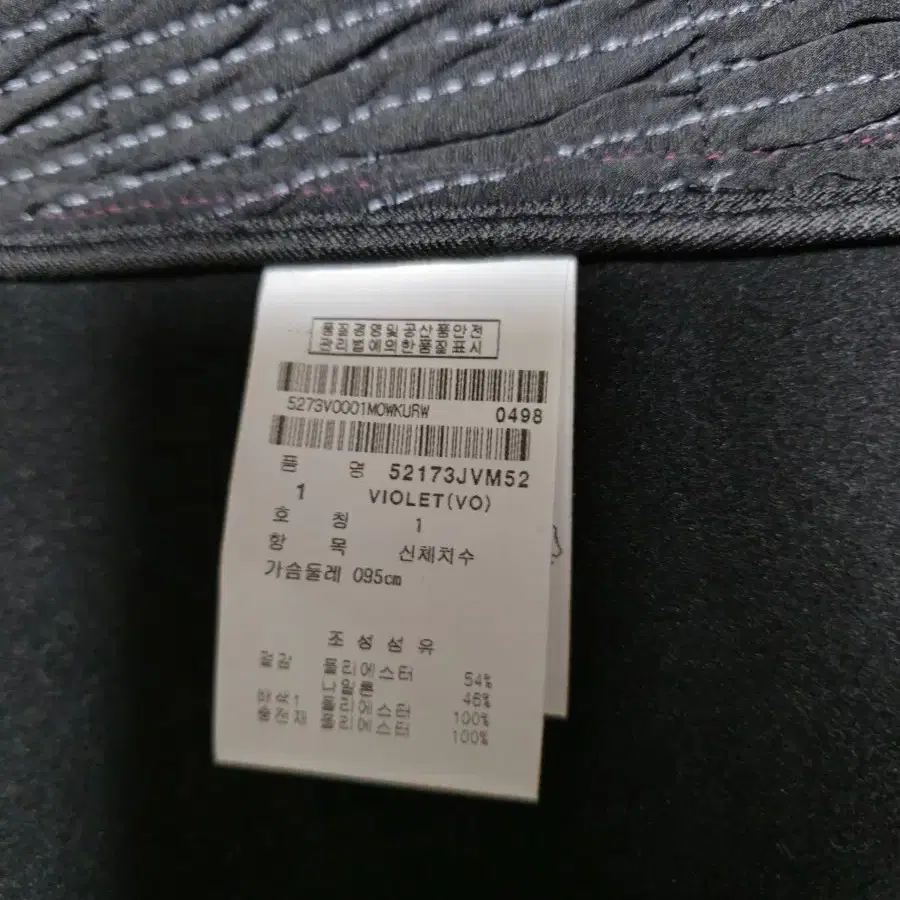 품질경영및공산품안전
관리법에의한품질표시
5273V0001MOWKURW 0498
품 명 52173JVM52
1 VIOLET(VO)
호 칭 1
항 목 신체치수
가슴둘레 095cm
조성섬유
겉감 폴리에스터 54%
나일론 46%
배색1 폴리에스터 100%
충전재 폴리에스터 100%